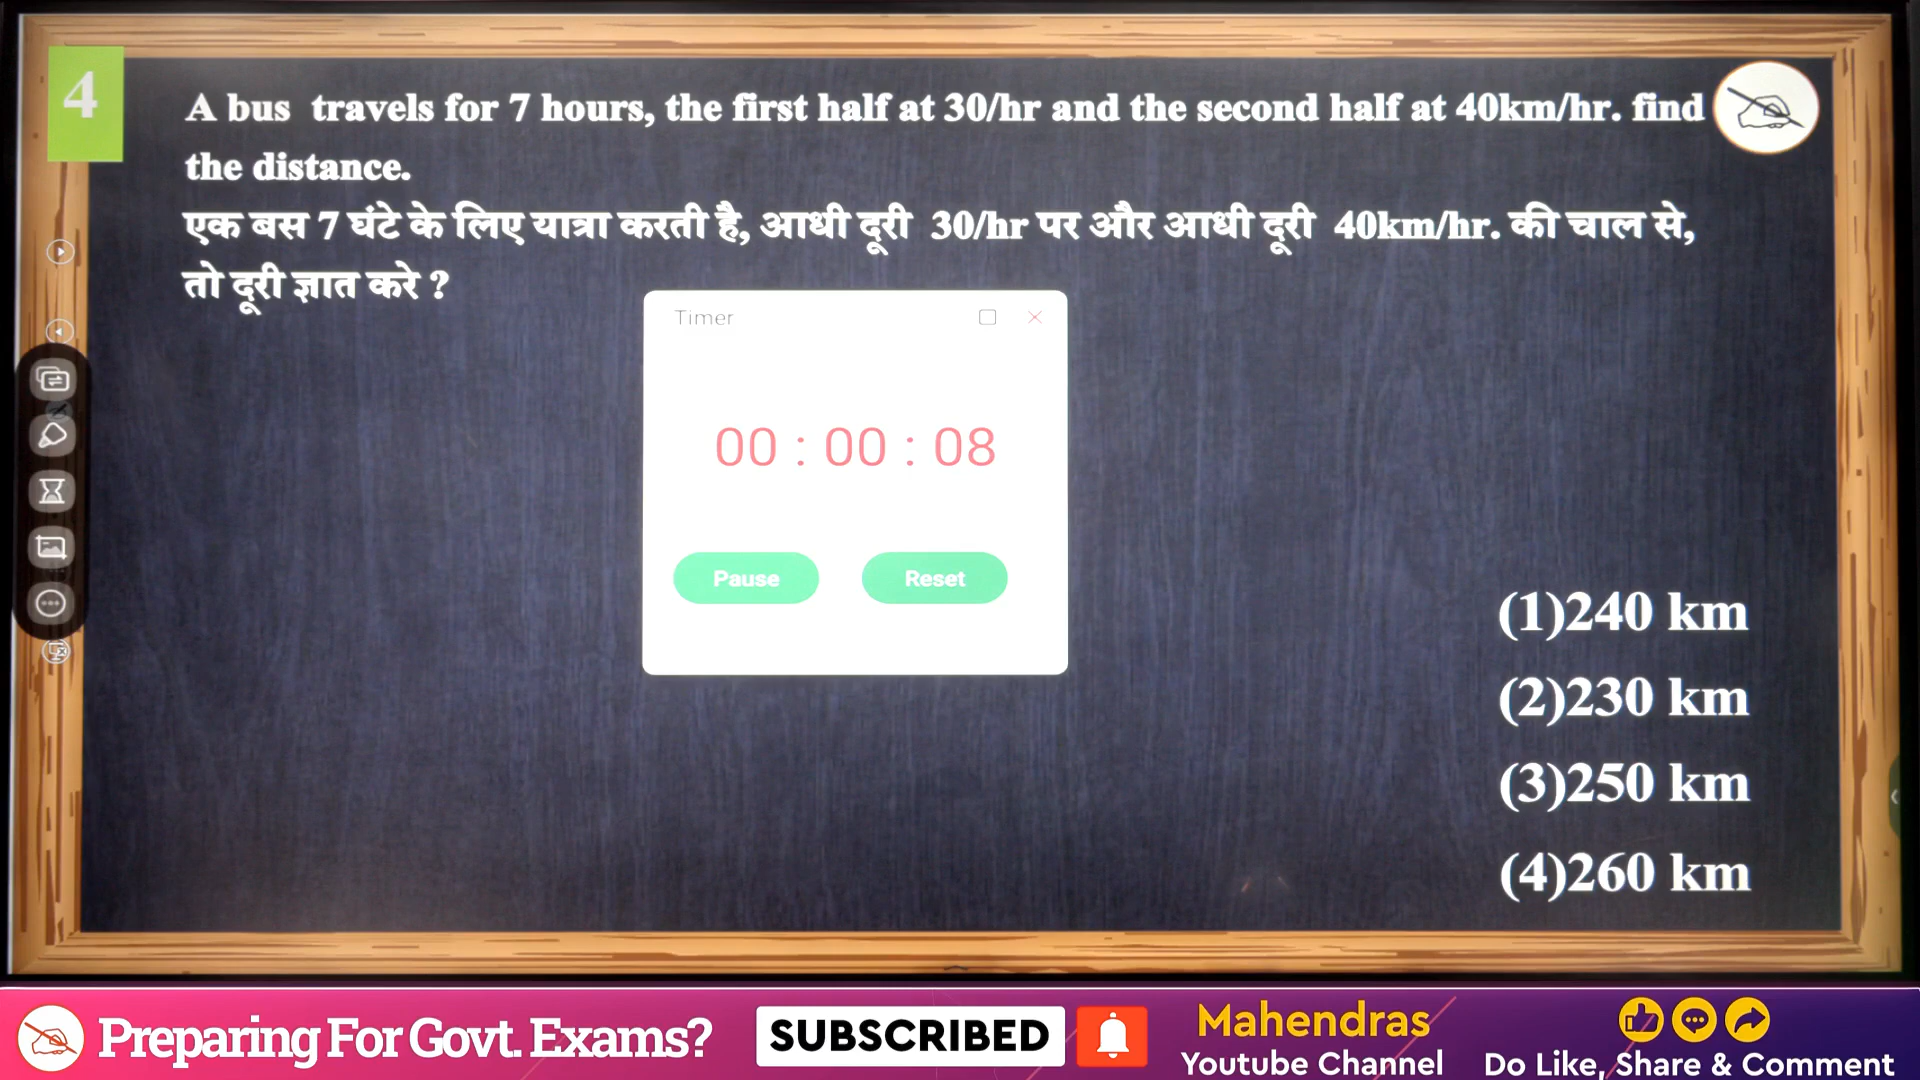 4
A bus travels for 7 hours, the first half at 30/hr and the second half at 40km/hr. find
the distance.
एक बस 7 घंटे के लिए यात्रा करती है, आधी दूरी 30/hr पर और आधी दूरी 40km/hr. की चाल से,
तो दूरी ज्ञात करे ?
Timer
00 : 00 : 08
Pause Reset
(1)240 km
(2)230 km
(3)250 km
(4)260 km
Preparing For Govt. Exams?
SUBSCRIBED
Mahendras
Youtube Channel
Do Like, Share & Comment